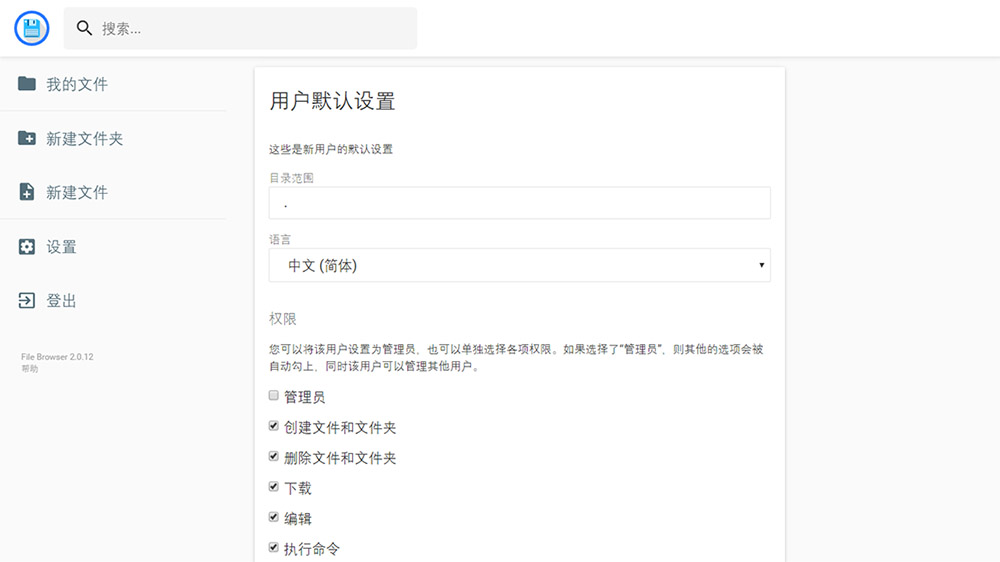 搜索...
我的文件
新建文件夹
新建文件
设置
登出
File Browser 2.0.12
帮助
用户默认设置
这些是新用户的默认设置
目录范围
.
语言
中文 (简体)
权限
您可以将该用户设置为管理员，也可以单独选择各项权限。如果选择了“管理员”，则其他的选项会被
自动勾上，同时该用户可以管理其他用户。
管理员
创建文件和文件夹
删除文件和文件夹
下载
编辑
执行命令